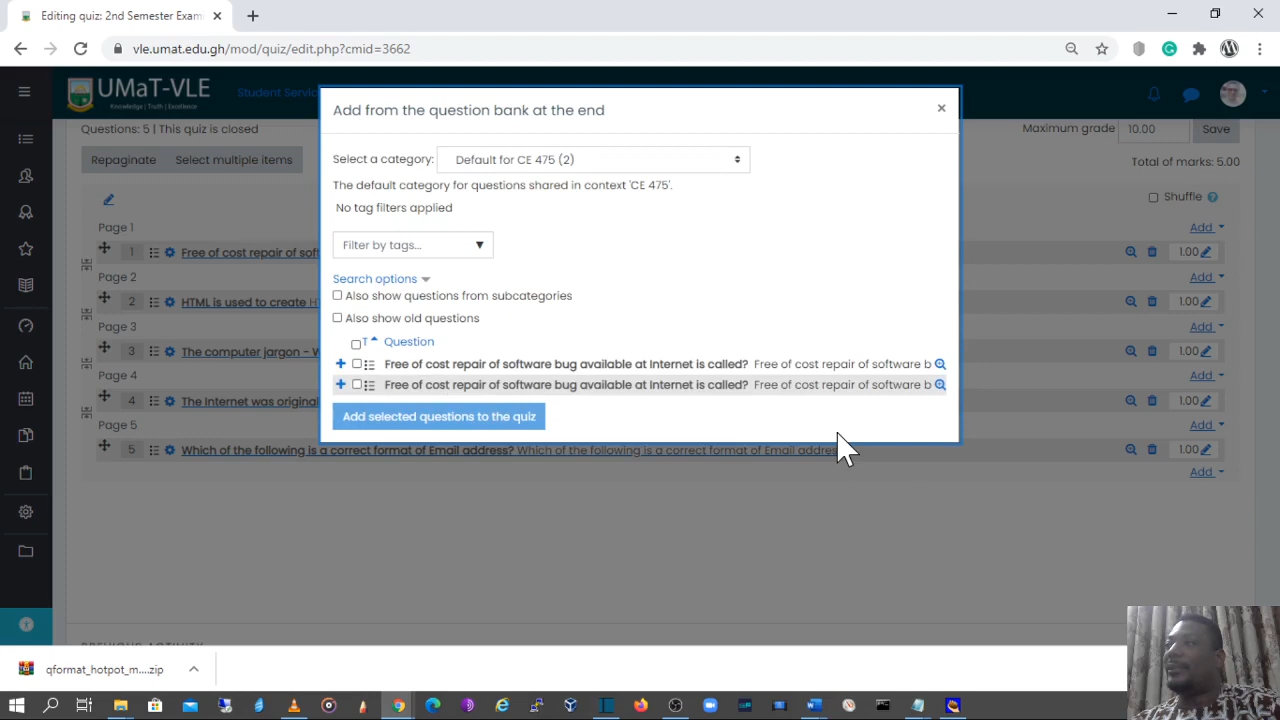 Editing quiz: 2nd Semester Exami
vle.umat.edu.gh/mod/quiz/edit.php?cmid=3662
UMaT-VLE
Knowledge | Truth | Excellence
Student Servic
Questions: 5 | This quiz is closed
Maximum grade 10.00 Save
Repaginate Select multiple items
Total of marks: 5.00
Shuffle
Page 1
Add
1 Free of cost repair of soft
1.00
Page 2
Add
2 HTML is used to create
1.00
Page 3
Add
3 The computer jargon - W
1.00
Page 4
Add
4 The Internet was original
1.00
Page 5
Add
5 Which of the following is a correct format of Email address? Which of the following is a correct format of Email addres
1.00
Add
Add from the question bank at the end
×
Select a category: Default for CE 475 (2)
The default category for questions shared in context 'CE 475'.
No tag filters applied
Filter by tags...
Search options
Also show questions from subcategories
Also show old questions
T Question
Free of cost repair of software bug available at Internet is called? Free of cost repair of software b
Free of cost repair of software bug available at Internet is called? Free of cost repair of software b
Add selected questions to the quiz
qformat_hotpot_m....zip